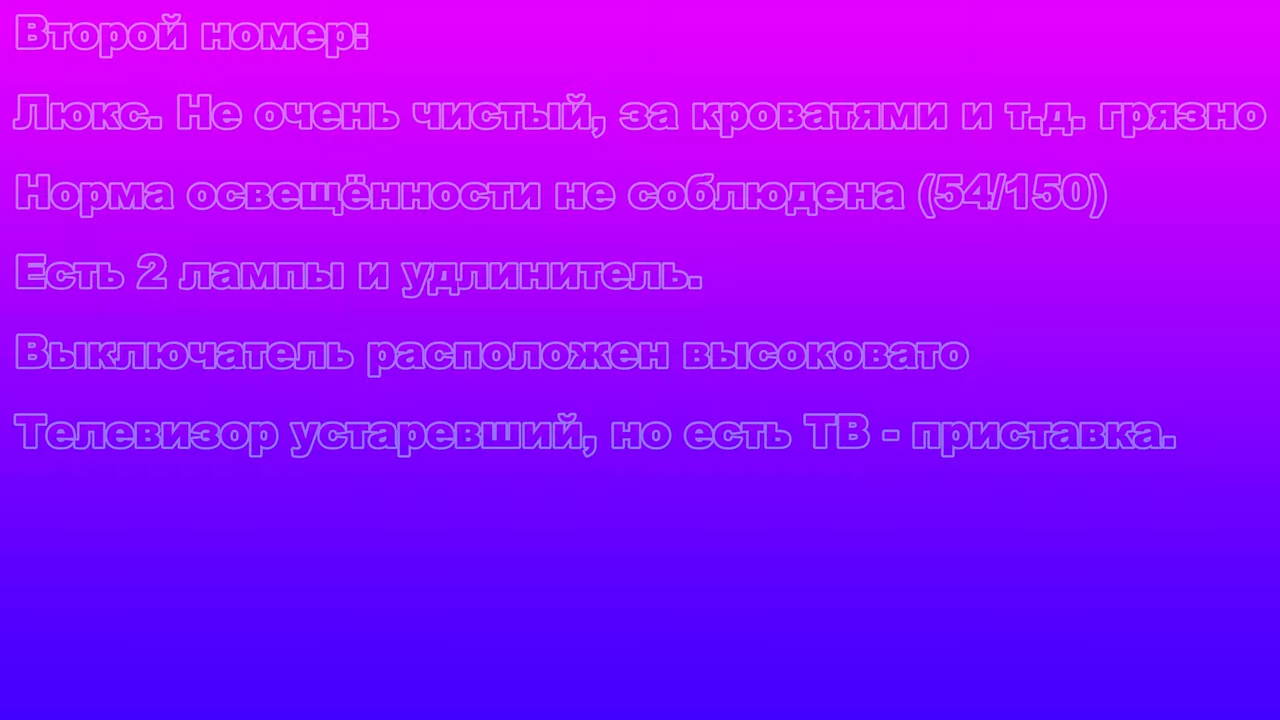 Второй номер:
Люкс. Не очень чистый, за кроватями и т.д. грязно
Норма освещённости не соблюдена (54/150)
Есть 2 лампы и удлинитель.
Выключатель расположен высоковато
Телевизор устаревший, но есть ТВ - приставка.